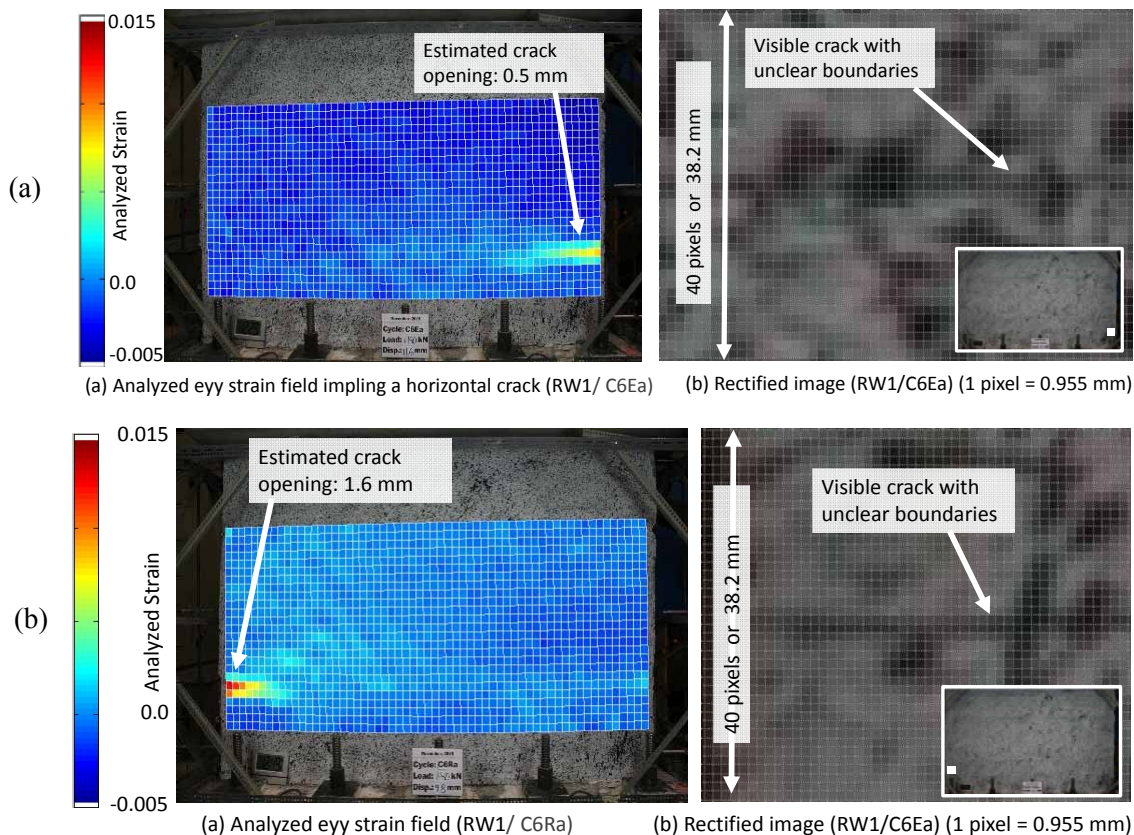 0.015
Analyzed Strain
0.0
-0.005
Estimated crack
opening: 0.5 mm
Cycle: C6Ea
Visible crack with
unclear boundaries
40 pixels or 38.2 mm
(a)
(a) Analyzed eyy strain field impling a horizontal crack (RW1/ C6Ea)
(b) Rectified image (RW1/C6Ea) (1 pixel = 0.955 mm)
0.015
Analyzed Strain
0.0
-0.005
Estimated crack
opening: 1.6 mm
Cycle: C6Ra
Visible crack with
unclear boundaries
40 pixels or 38.2 mm
(b)
(a) Analyzed eyy strain field (RW1/ C6Ra)
(b) Rectified image (RW1/C6Ea) (1 pixel = 0.955 mm)